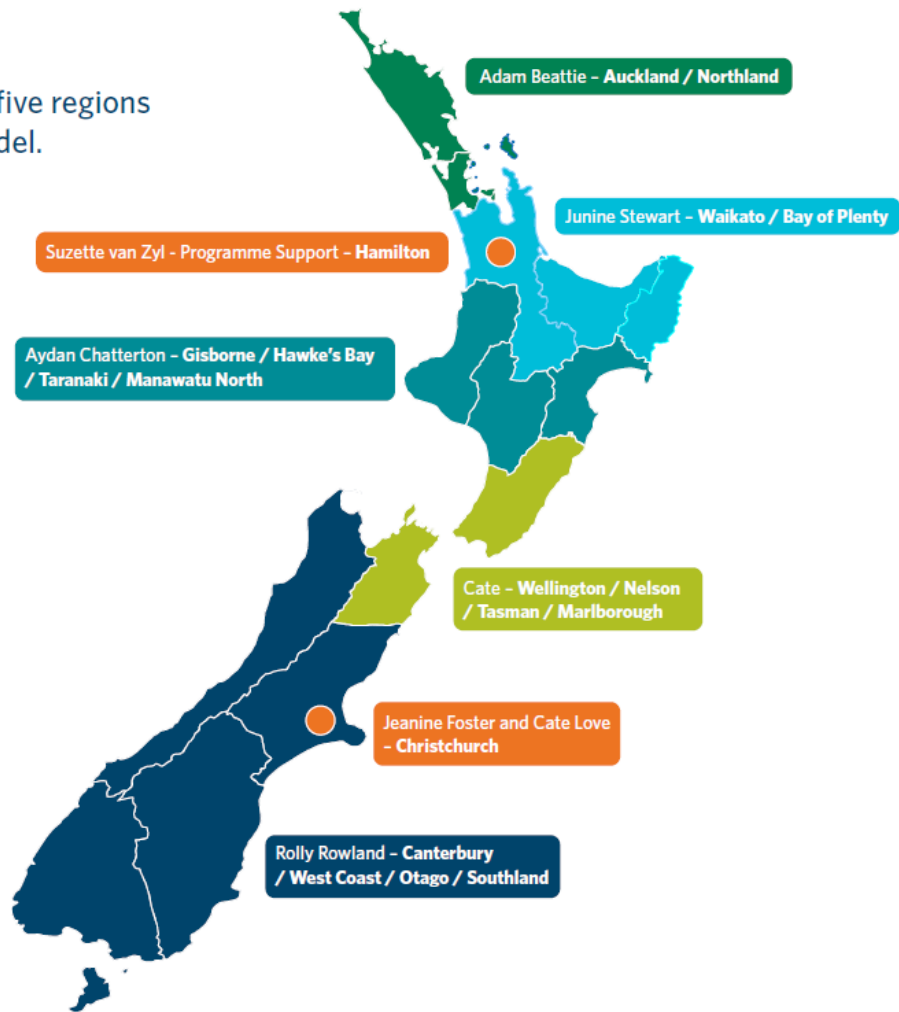 five regions
del.
Adam Beattie – Auckland / Northland
Junine Stewart – Waikato / Bay of Plenty
Suzette van Zyl - Programme Support – Hamilton
Aydan Chatterton – Gisborne / Hawke's Bay
/ Taranaki / Manawatu North
Cate – Wellington / Nelson
/ Tasman / Marlborough
Jeanine Foster and Cate Love
– Christchurch
Rolly Rowland – Canterbury
/ West Coast / Otago / Southland